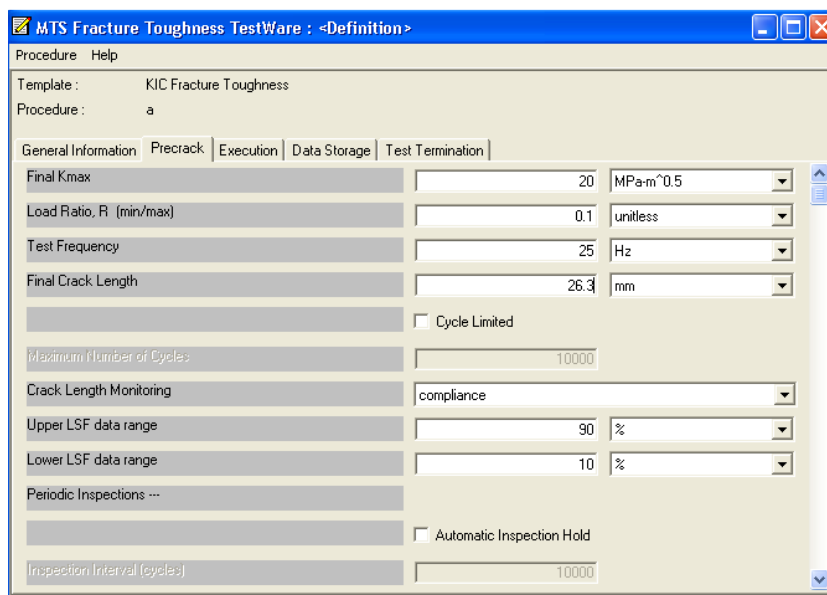 MTS Fracture Toughness TestWare : <Definition>
Procedure Help
Template : KIC Fracture Toughness
Procedure : a
General Information Precrack Execution Data Storage Test Termination
Final Kmax 20 MPa-m^0.5
Load Ratio, R (min/max) 0.1 unitless
Test Frequency 25 Hz
Final Crack Length 26.3 mm
Cycle Limited
Maximum Number of Cycles 10000
Crack Length Monitoring compliance
Upper LSF data range 90 %
Lower LSF data range 10 %
Periodic Inspections ---
Automatic Inspection Hold
Inspection Interval (cycles) 10000